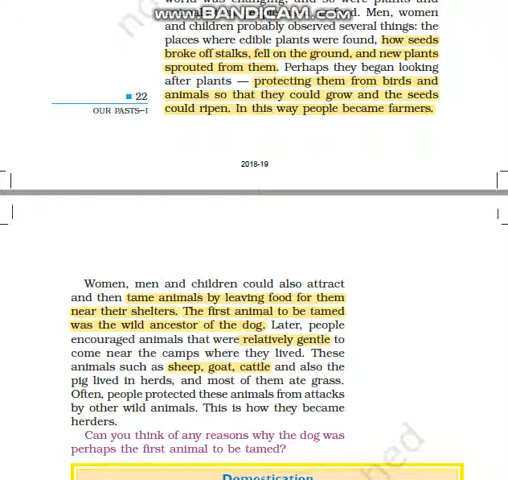 world was changing, and so were plants and
www.BANDICAM.com Men, women
and children probably observed several things: the
places where edible plants were found, how seeds
broke off stalks, fell on the ground, and new plants
sprouted from them. Perhaps they began looking
after plants — protecting them from birds and
animals so that they could grow and the seeds
could ripen. In this way people became farmers.
22
OUR PASTS–I
2018-19
Women, men and children could also attract
and then tame animals by leaving food for them
near their shelters. The first animal to be tamed
was the wild ancestor of the dog. Later, people
encouraged animals that were relatively gentle to
come near the camps where they lived. These
animals such as sheep, goat, cattle and also the
pig lived in herds, and most of them ate grass.
Often, people protected these animals from attacks
by other wild animals. This is how they became
herders.
Can you think of any reasons why the dog was
perhaps the first animal to be tamed?
Domestication